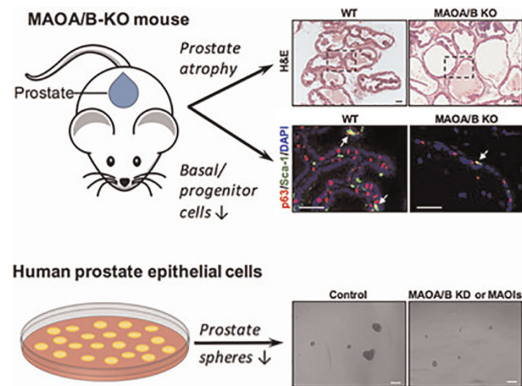 MAOA/B-KO mouse
Prostate
Prostate
atrophy
Basal/
progenitor
cells ↓
WT
MAOA/B KO
H&E
WT
MAOA/B KO
p63/Sca-1/DAPI
Human prostate epithelial cells
Prostate
spheres ↓
Control
MAOA/B KD or MAOIs